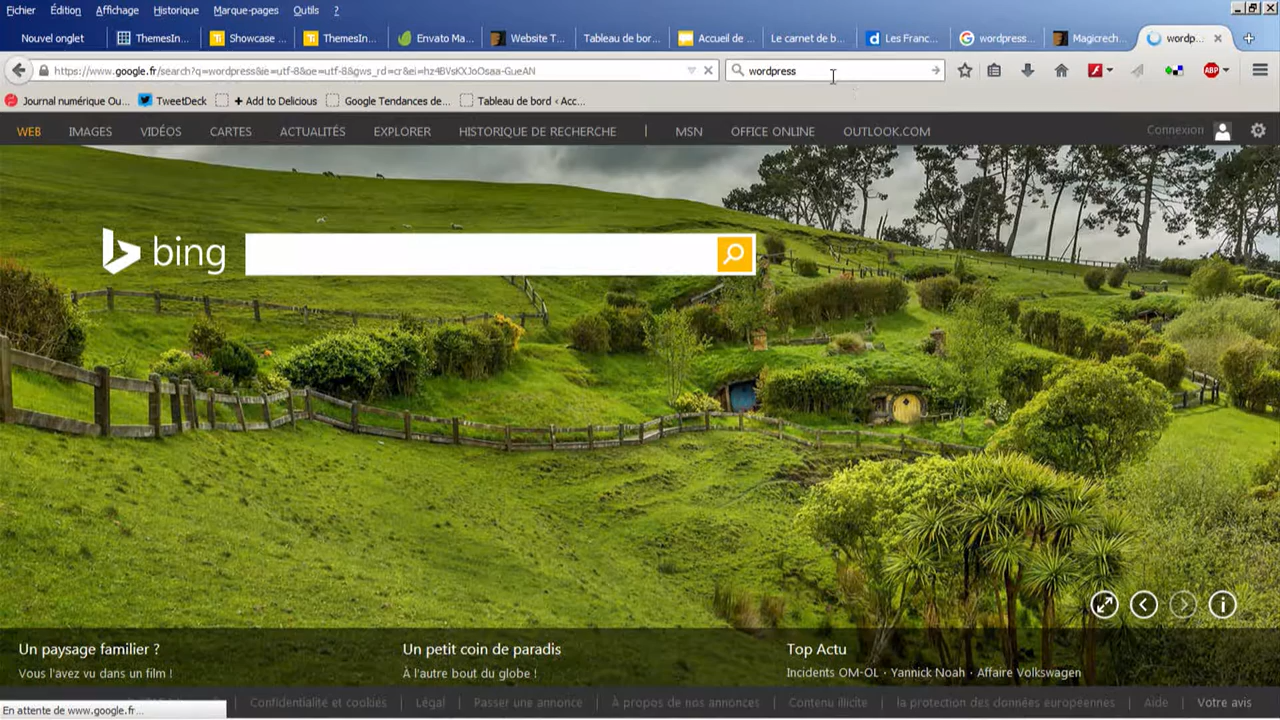 Fichier Édition Affichage Historique Marque-pages Outils ?
Nouvel onglet ThemesIn... Showcase ... ThemesIn... Envato Ma... Website T... Tableau de bor... Accueil de ... Le carnet de b... Les Franc... wordpress... Magicrech... wordp...
https://www.google.fr/search?q=wordpress&ie=utf-8&oe=utf-8&gws_rd=cr&ei=hz4BVsKXJoOsaa-GueAN wordpress ABP
Journal numérique Ou... TweetDeck + Add to Delicious Google Tendances de... Tableau de bord ‹ Acc...
WEB IMAGES VIDÉOS CARTES ACTUALITÉS EXPLORER HISTORIQUE DE RECHERCHE | MSN OFFICE ONLINE OUTLOOK.COM Connexion
bing
Un paysage familier ? Un petit coin de paradis Top Actu
Vous l'avez vu dans un film ! À l'autre bout du globe ! Incidents OM-OL · Yannick Noah · Affaire Volkswagen
Confidentialité et cookies Légal Passer une annonce À propos de nos annonces Contenu illicite la protection des données européennes Aide Votre avis
En attente de www.google.fr...